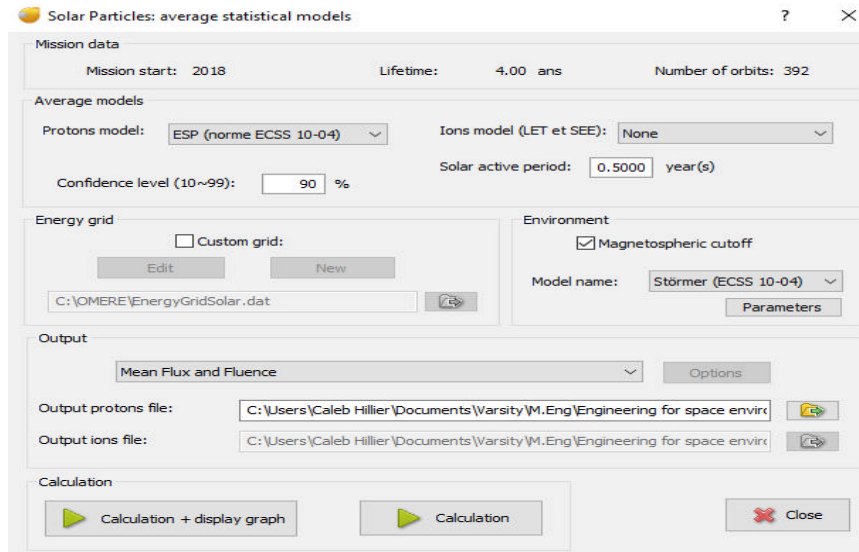 Solar Particles: average statistical models ? ×
Mission data
Mission start: 2018 Lifetime: 4.00 ans Number of orbits: 392
Average models
Protons model: ESP (norme ECSS 10-04) Ions model (LET et SEE): None
Solar active period: 0.5000 year(s)
Confidence level (10~99): 90 %
Energy grid
Custom grid:
Edit New
C:\OMERE\EnergyGridSolar.dat
Environment
Magnetospheric cutoff
Model name: Störmer (ECSS 10-04)
Parameters
Output
Mean Flux and Fluence Options
Output protons file: C:\Users\Caleb Hillier\Documents\Varsity\M.Eng\Engineering for space envirc
Output ions file: C:\Users\Caleb Hillier\Documents\Varsity\M.Eng\Engineering for space envirc
Calculation
Calculation + display graph Calculation Close